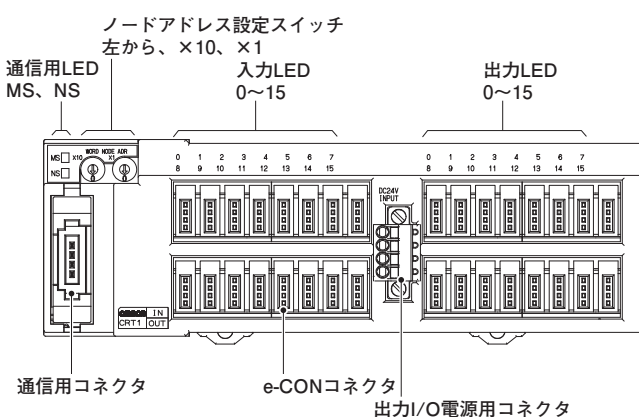 ノードアドレス設定スイッチ
左から、×10、×1
通信用LED
MS、NS
入力LED
0～15
出力LED
0～15
MS
NS
X10
WORD NODE ADR
X1
0 1 2 3 4 5 6 7
8 9 10 11 12 13 14 15
DC24V
INPUT
0 1 2 3 4 5 6 7
8 9 10 11 12 13 14 15
OMRON IN
CRT1 OUT
通信用コネクタ
e-CONコネクタ
出力I/O電源用コネクタ